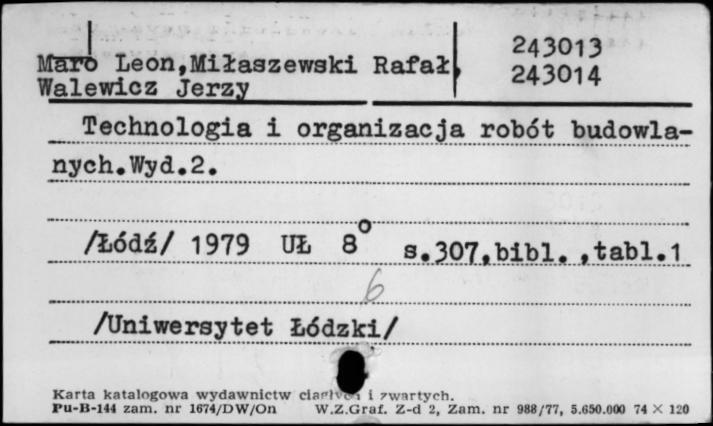 243013
Maro Leon,Miłaszewski Rafał,
243014
Walewicz Jerzy
Technologia i organizacja robót budowla-
nych.Wyd.2.
/Łódź/ 1979 UŁ 8° s.307,bibl.,tabl.1
6
/Uniwersytet Łódzki/
Karta katalogowa wydawnictw ciągłych i zwartych.
Pu-B-144 zam. nr 1674/DW/On W.Z.Graf. Z-d 2, Zam. nr 988/77, 5.650.000 74 × 120